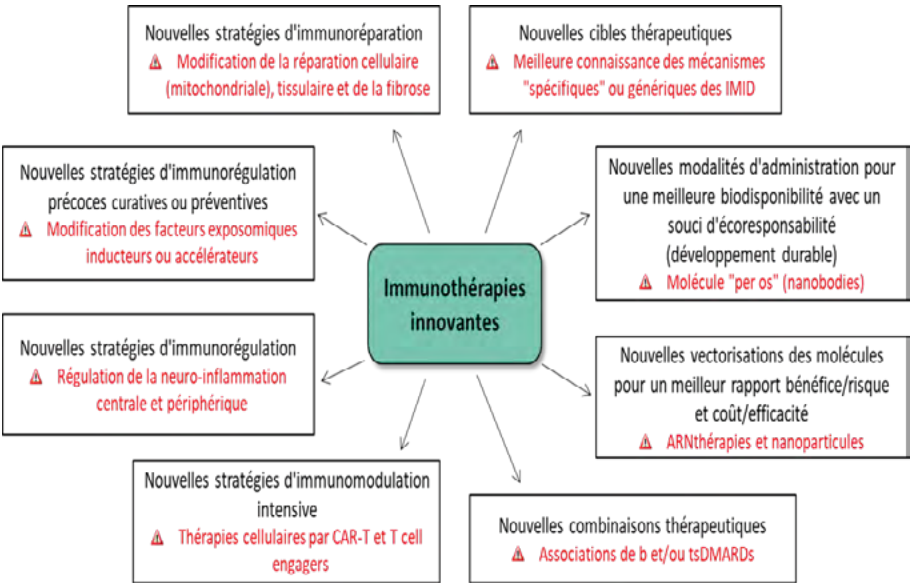 Nouvelles stratégies d'immunoréparation
Modification de la réparation cellulaire
(mitochondriale), tissulaire et de la fibrose
Nouvelles cibles thérapeutiques
Meilleure connaissance des mécanismes
"spécifiques" ou génériques des IMID
Nouvelles stratégies d'immunorégulation
précoces curatives ou préventives
Modification des facteurs exposomiques
inducteurs ou accélérateurs
Nouvelles modalités d'administration pour
une meilleure biodisponibilité avec un
souci d'écoresponsabilité
(développement durable)
Molécule "per os" (nanobodies)
Immunothérapies
innovantes
Nouvelles stratégies d'immunorégulation
Régulation de la neuro-inflammation
centrale et périphérique
Nouvelles vectorisations des molécules
pour un meilleur rapport bénéfice/risque
et coût/efficacité
ARNthérapies et nanoparticules
Nouvelles stratégies d'immunomodulation
intensive
Thérapies cellulaires par CAR-T et T cell
engagers
Nouvelles combinaisons thérapeutiques
Associations de b et/ou tsDMARDs